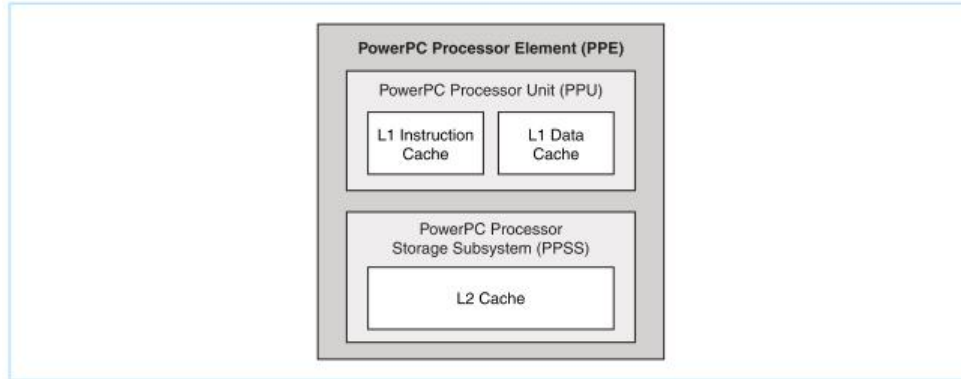 PowerPC Processor Element (PPE)
PowerPC Processor Unit (PPU)
L1 Instruction
Cache
L1 Data
Cache
PowerPC Processor
Storage Subsystem (PPSS)
L2 Cache